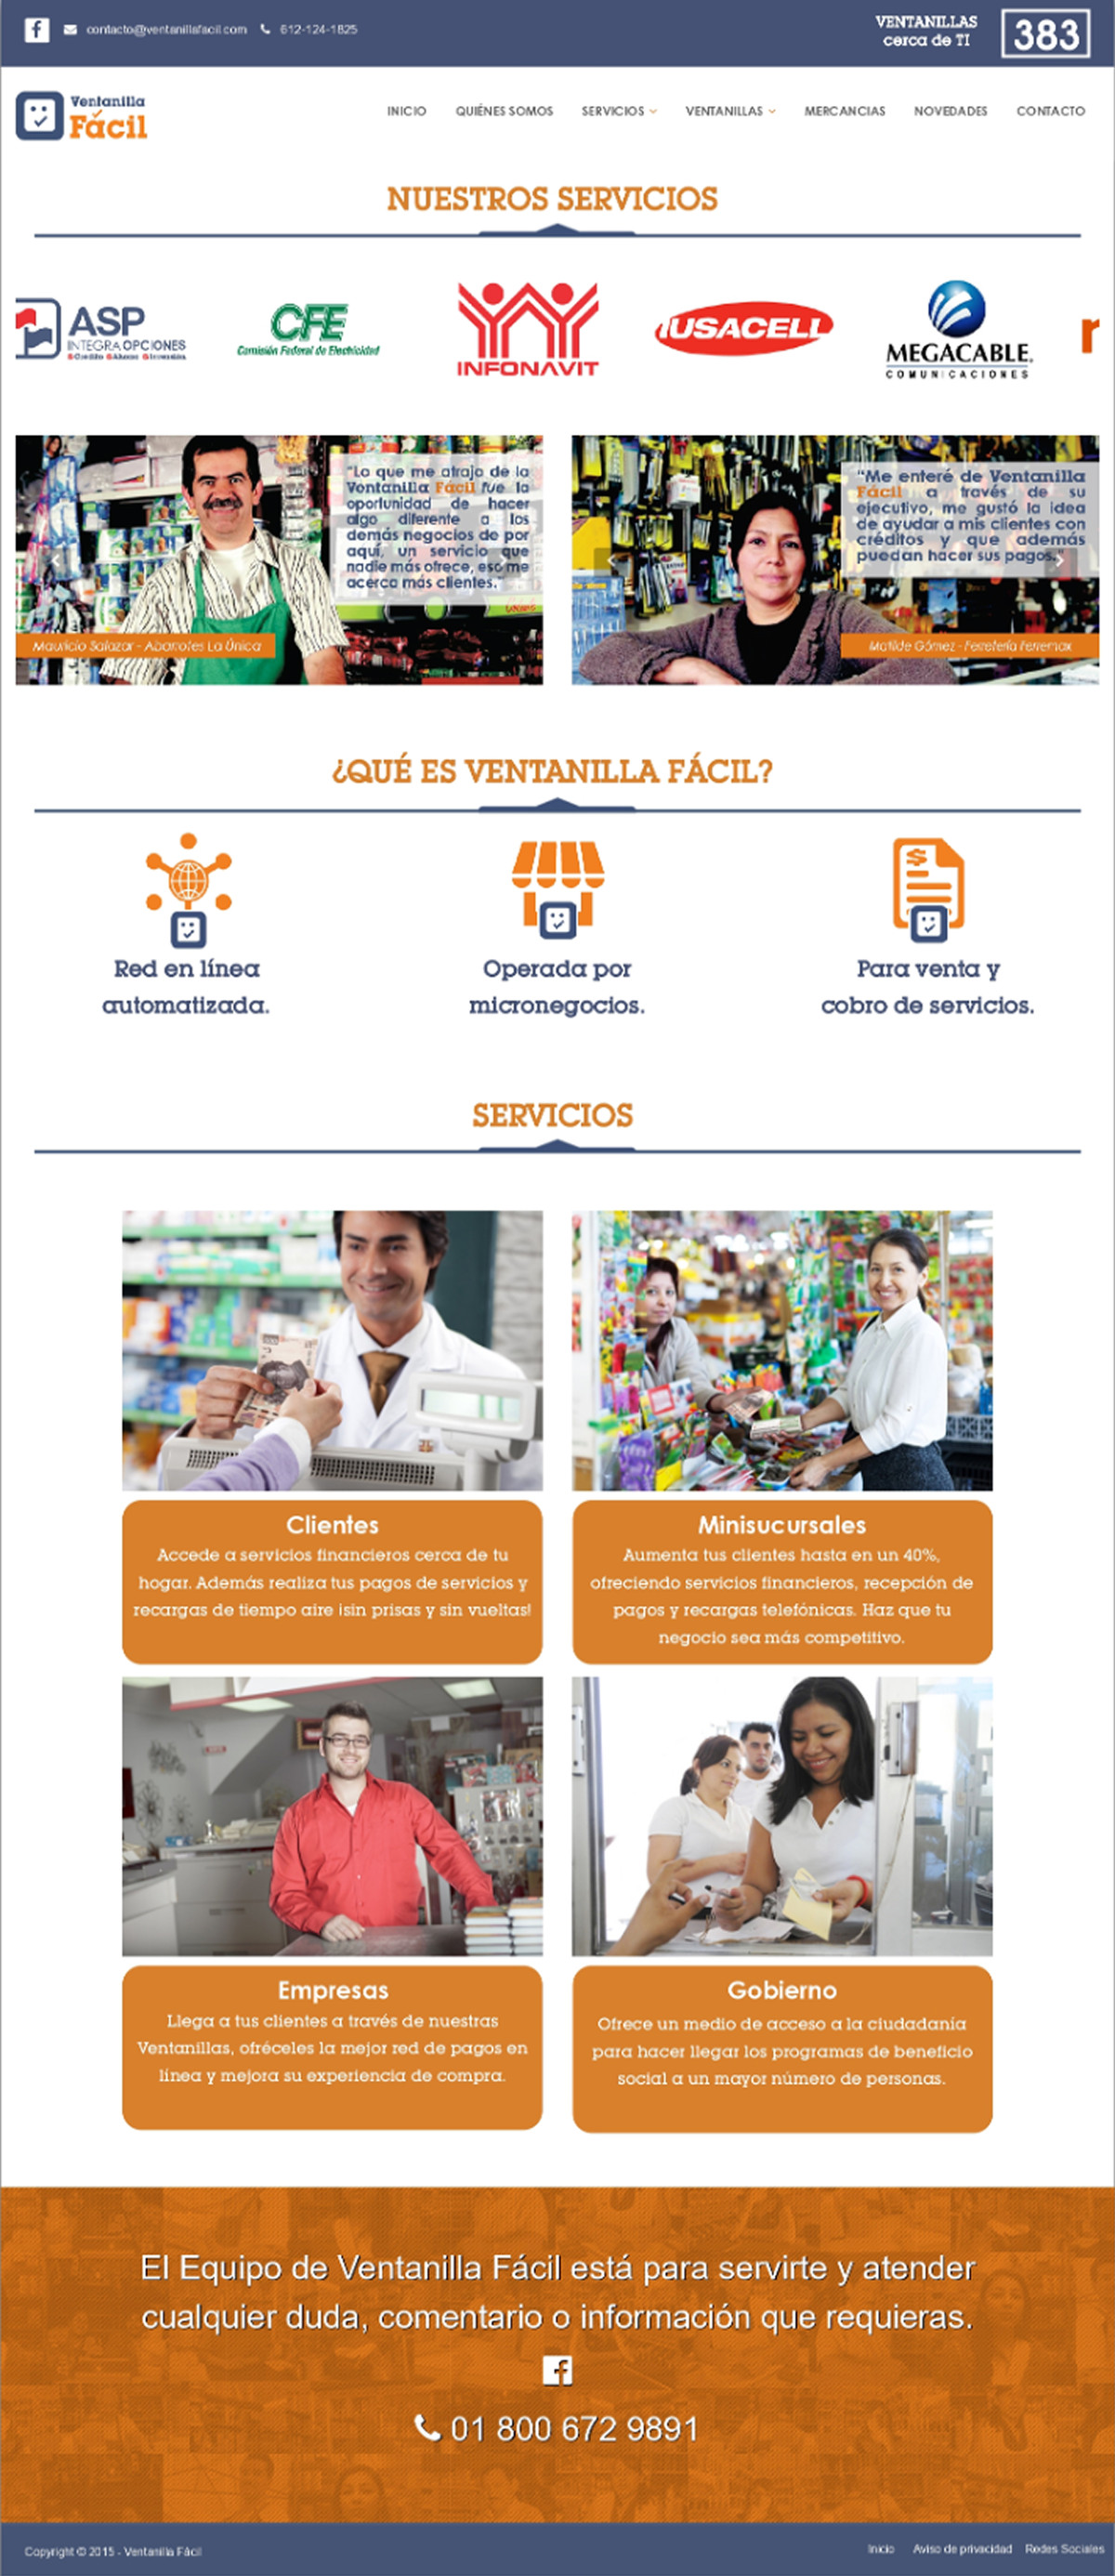 contacto@ventanillafacil.com 612-124-1825
VENTANILLAS
cerca de TI
383
Ventanilla
Fácil
INICIO QUIÉNES SOMOS SERVICIOS VENTANILLAS MERCANCIAS NOVEDADES CONTACTO
NUESTROS SERVICIOS
ASP
INTEGRA OPCIONES
CFE
Comisión Federal de Electricidad
INFONAVIT
IUSACELL
MEGACABLE
COMUNICACIONES
"Lo que me atrajo de la
Ventanilla Fácil fue la
oportunidad de hacer
algo diferente a los
demás negocios de por
aquí, un servicio que
nadie más ofrece, eso me
acerca más clientes."
Mauricio Salazar - Abarrotes La Única
"Me enteré de Ventanilla
Fácil a través de su
ejecutivo, me gustó la idea
de ayudar a mis clientes con
créditos y que además
puedan hacer sus pagos."
Matilde Gómez - Ferretería Ferremax
¿QUÉ ES VENTANILLA FÁCIL?
Red en línea
automatizada.
Operada por
micronegocios.
Para venta y
cobro de servicios.
SERVICIOS
Clientes
Accede a servicios financieros cerca de tu
hogar. Además realiza tus pagos de servicios y
recargas de tiempo aire ¡sin prisas y sin vueltas!
Minisucursales
Aumenta tus clientes hasta en un 40%,
ofreciendo servicios financieros, recepción de
pagos y recargas telefónicas. Haz que tu
negocio sea más competitivo.
Empresas
Llega a tus clientes a través de nuestras
Ventanillas, ofréceles la mejor red de pagos en
línea y mejora su experiencia de compra.
Gobierno
Ofrece un medio de acceso a la ciudadanía
para hacer llegar los programas de beneficio
social a un mayor número de personas.
El Equipo de Ventanilla Fácil está para servirte y atender
cualquier duda, comentario o información que requieras.
01 800 672 9891
Copyright © 2015 - Ventanilla Fácil
Inicio Aviso de privacidad Redes Sociales